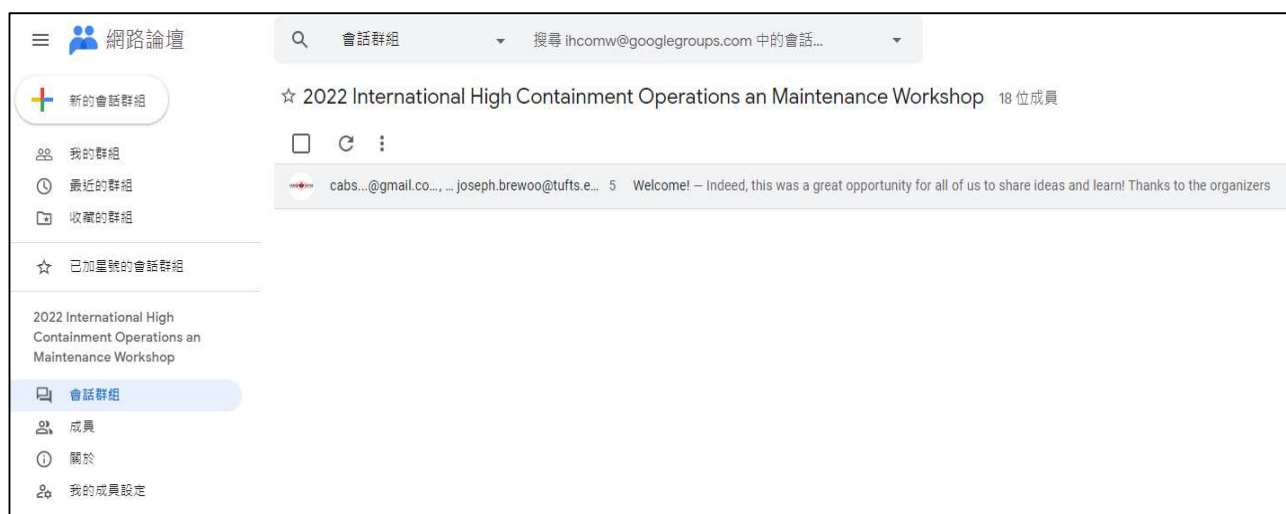 網路論壇
會話群組
搜尋 ihcomw@googlegroups.com 中的會話...
新的會話群組
我的群組
最近的群組
收藏的群組
已加星號的會話群組
2022 International High
Containment Operations an
Maintenance Workshop
會話群組
成員
關於
我的成員設定
2022 International High Containment Operations an Maintenance Workshop 18 位成員
cabs...@gmail.co..., ... joseph.brewoo@tufts.e... 5 Welcome! – Indeed, this was a great opportunity for all of us to share ideas and learn! Thanks to the organizers